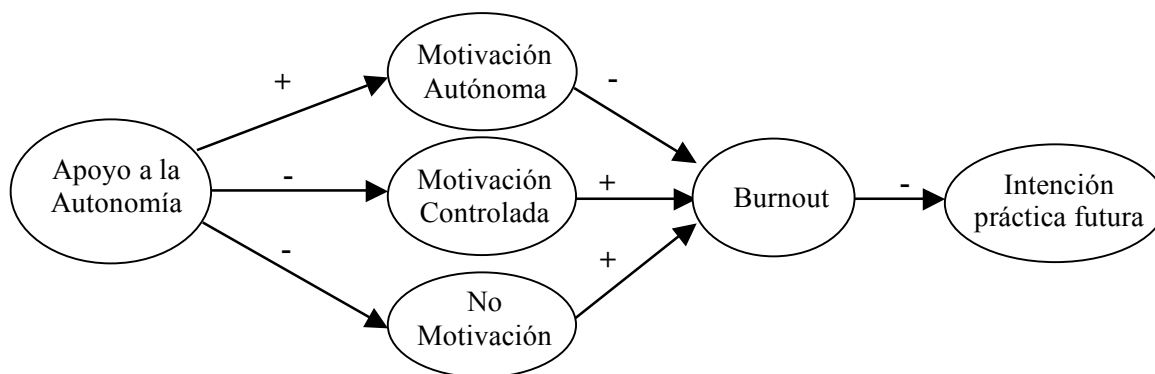 Motivación
Autónoma
+
-
Apoyo a la
Autonomía
-
Motivación
Controlada
+
Burnout
-
Intención
práctica futura
-
No
Motivación
+